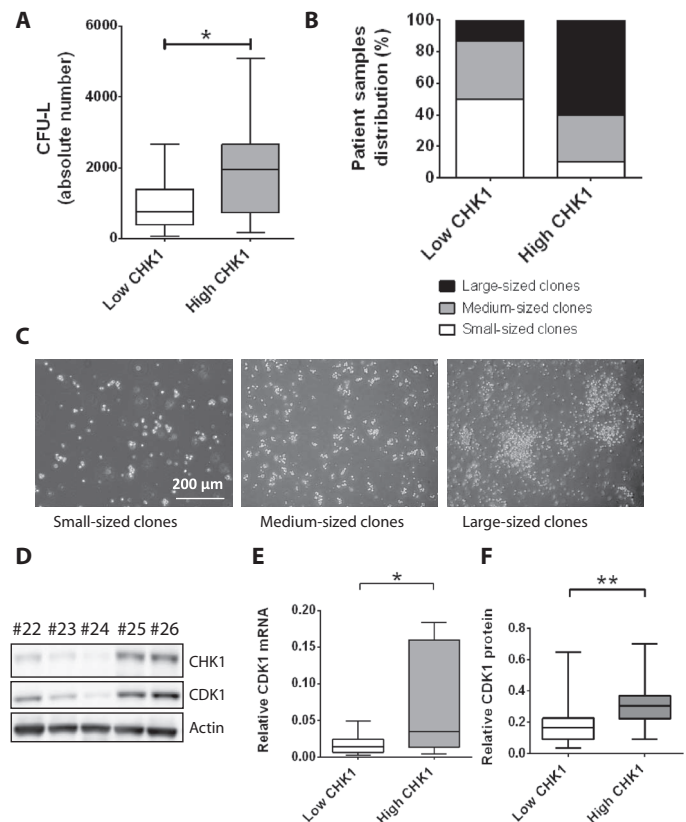 A
6000
4000
2000
0
CFU-L
(absolute number)
*
Low CHK1
High CHK1
B
100
80
60
40
20
0
Patient samples
distribution (%)
Low CHK1
High CHK1
Large-sized clones
Medium-sized clones
Small-sized clones
C
200 µm
Small-sized clones
Medium-sized clones
Large-sized clones
D
#22 #23 #24 #25 #26
CHK1
CDK1
Actin
E
0.20
0.15
0.10
0.05
0.00
Relative CDK1 mRNA
*
Low CHK1
High CHK1
F
0.8
0.6
0.4
0.2
0.0
Relative CDK1 protein
**
Low CHK1
High CHK1